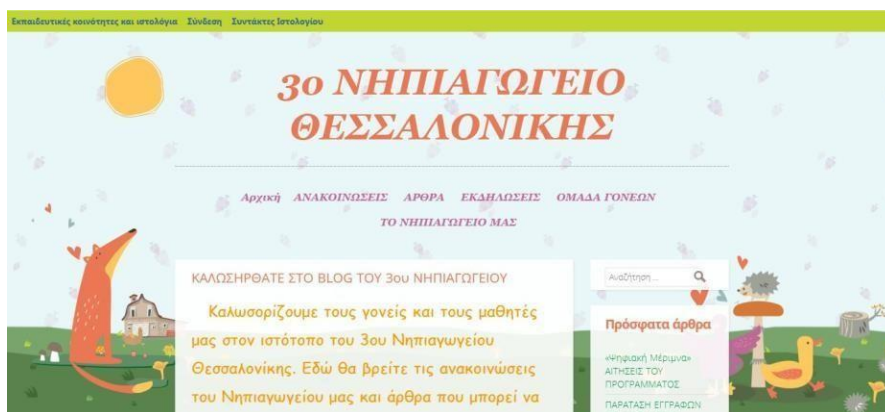 Εκπαιδευτικές κοινότητες και ιστολόγια Σύνδεση Συντάκτες Ιστολογίου
3ο ΝΗΠΙΑΓΩΓΕΙΟ
ΘΕΣΣΑΛΟΝΙΚΗΣ
Αρχική ΑΝΑΚΟΙΝΩΣΕΙΣ ΑΡΘΡΑ ΕΚΔΗΛΩΣΕΙΣ ΟΜΑΔΑ ΓΟΝΕΩΝ
ΤΟ ΝΗΠΙΑΓΩΓΕΙΟ ΜΑΣ
ΚΑΛΩΣΗΡΘΑΤΕ ΣΤΟ BLOG ΤΟΥ 3ου ΝΗΠΙΑΓΩΓΕΙΟΥ
Καλωσορίζουμε τους γονείς και τους μαθητές
μας στον ιστότοπο του 3ου Νηπιαγωγείου
Θεσσαλονίκης. Εδώ θα βρείτε τις ανακοινώσεις
του Νηπιαγωγείου μας και άρθρα που μπορεί να
Αναζήτηση ...
Πρόσφατα άρθρα
«Ψηφιακή Μέριμνα»
ΑΙΤΗΣΕΙΣ ΤΟΥ
ΠΡΟΓΡΑΜΜΑΤΟΣ
ΠΑΡΑΤΑΣΗ ΕΓΓΡΑΦΩΝ